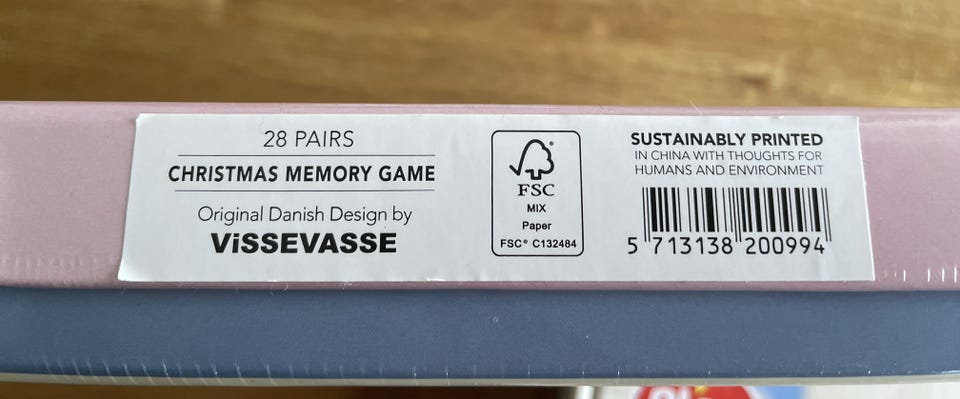 28 PAIRS
CHRISTMAS MEMORY GAME
Original Danish Design by
ViSSEVASSE
FSC
MIX
Paper
FSC® C132484
SUSTAINABLY PRINTED
IN CHINA WITH THOUGHTS FOR
HUMANS AND ENVIRONMENT
5 713138 200994